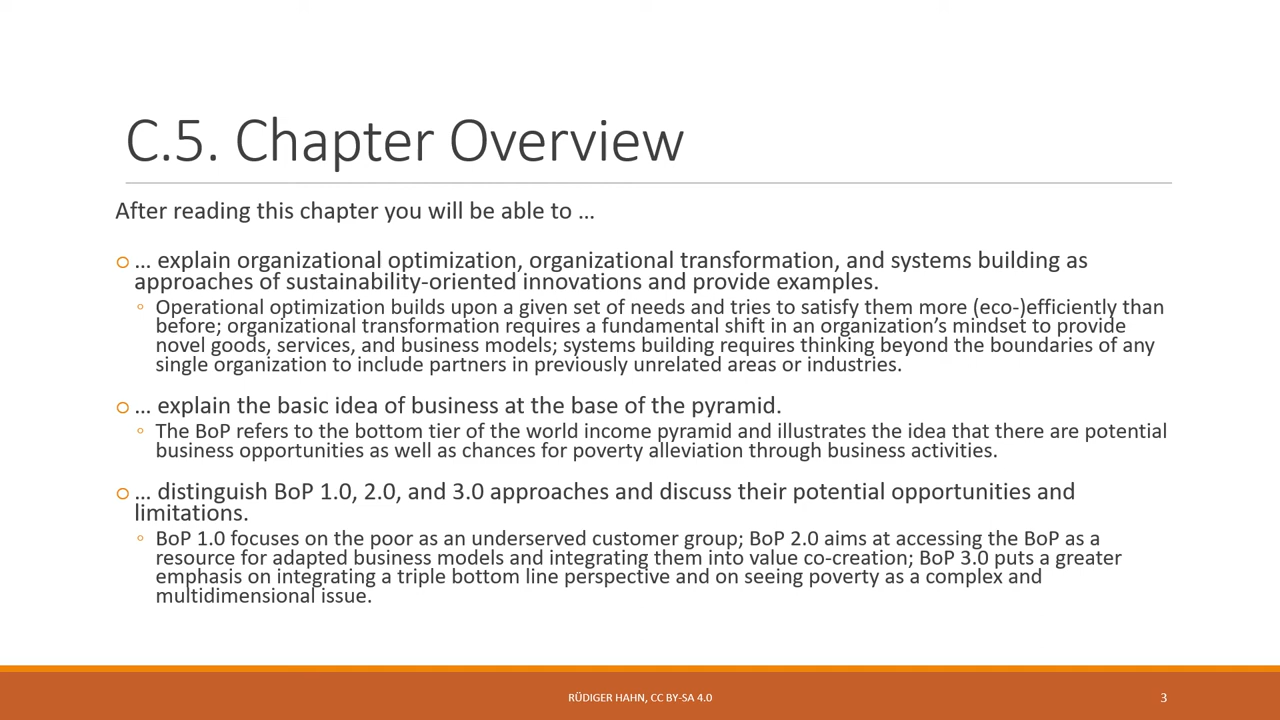 C.5. Chapter Overview
After reading this chapter you will be able to …
… explain organizational optimization, organizational transformation, and systems building as
approaches of sustainability-oriented innovations and provide examples.
Operational optimization builds upon a given set of needs and tries to satisfy them more (eco-)efficiently than
before; organizational transformation requires a fundamental shift in an organization’s mindset to provide
novel goods, services, and business models; systems building requires thinking beyond the boundaries of any
single organization to include partners in previously unrelated areas or industries.
… explain the basic idea of business at the base of the pyramid.
The BoP refers to the bottom tier of the world income pyramid and illustrates the idea that there are potential
business opportunities as well as chances for poverty alleviation through business activities.
… distinguish BoP 1.0, 2.0, and 3.0 approaches and discuss their potential opportunities and
limitations.
BoP 1.0 focuses on the poor as an underserved customer group; BoP 2.0 aims at accessing the BoP as a
resource for adapted business models and integrating them into value co-creation; BoP 3.0 puts a greater
emphasis on integrating a triple bottom line perspective and on seeing poverty as a complex and
multidimensional issue.
RÜDIGER HAHN, CC BY-SA 4.0
3